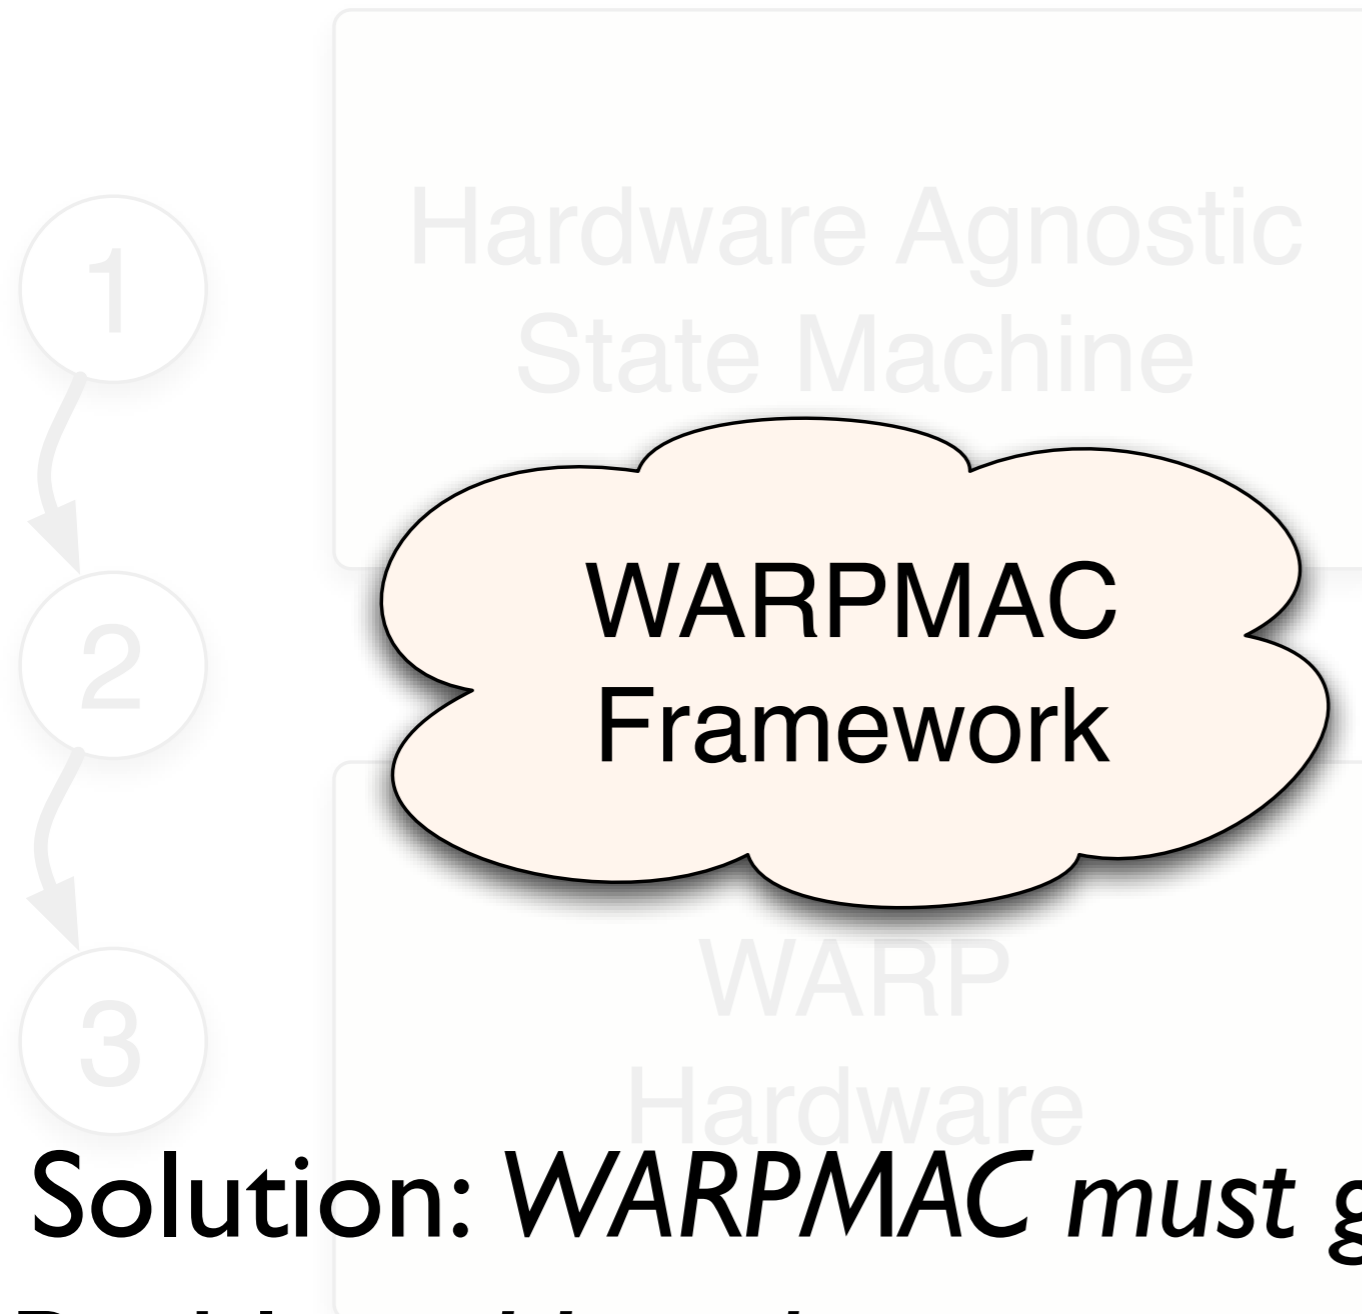 1
Hardware Agnostic
State Machine
WARPMAC
Framework
2
WARP
Hardware
3
Solution: WARPMAC must